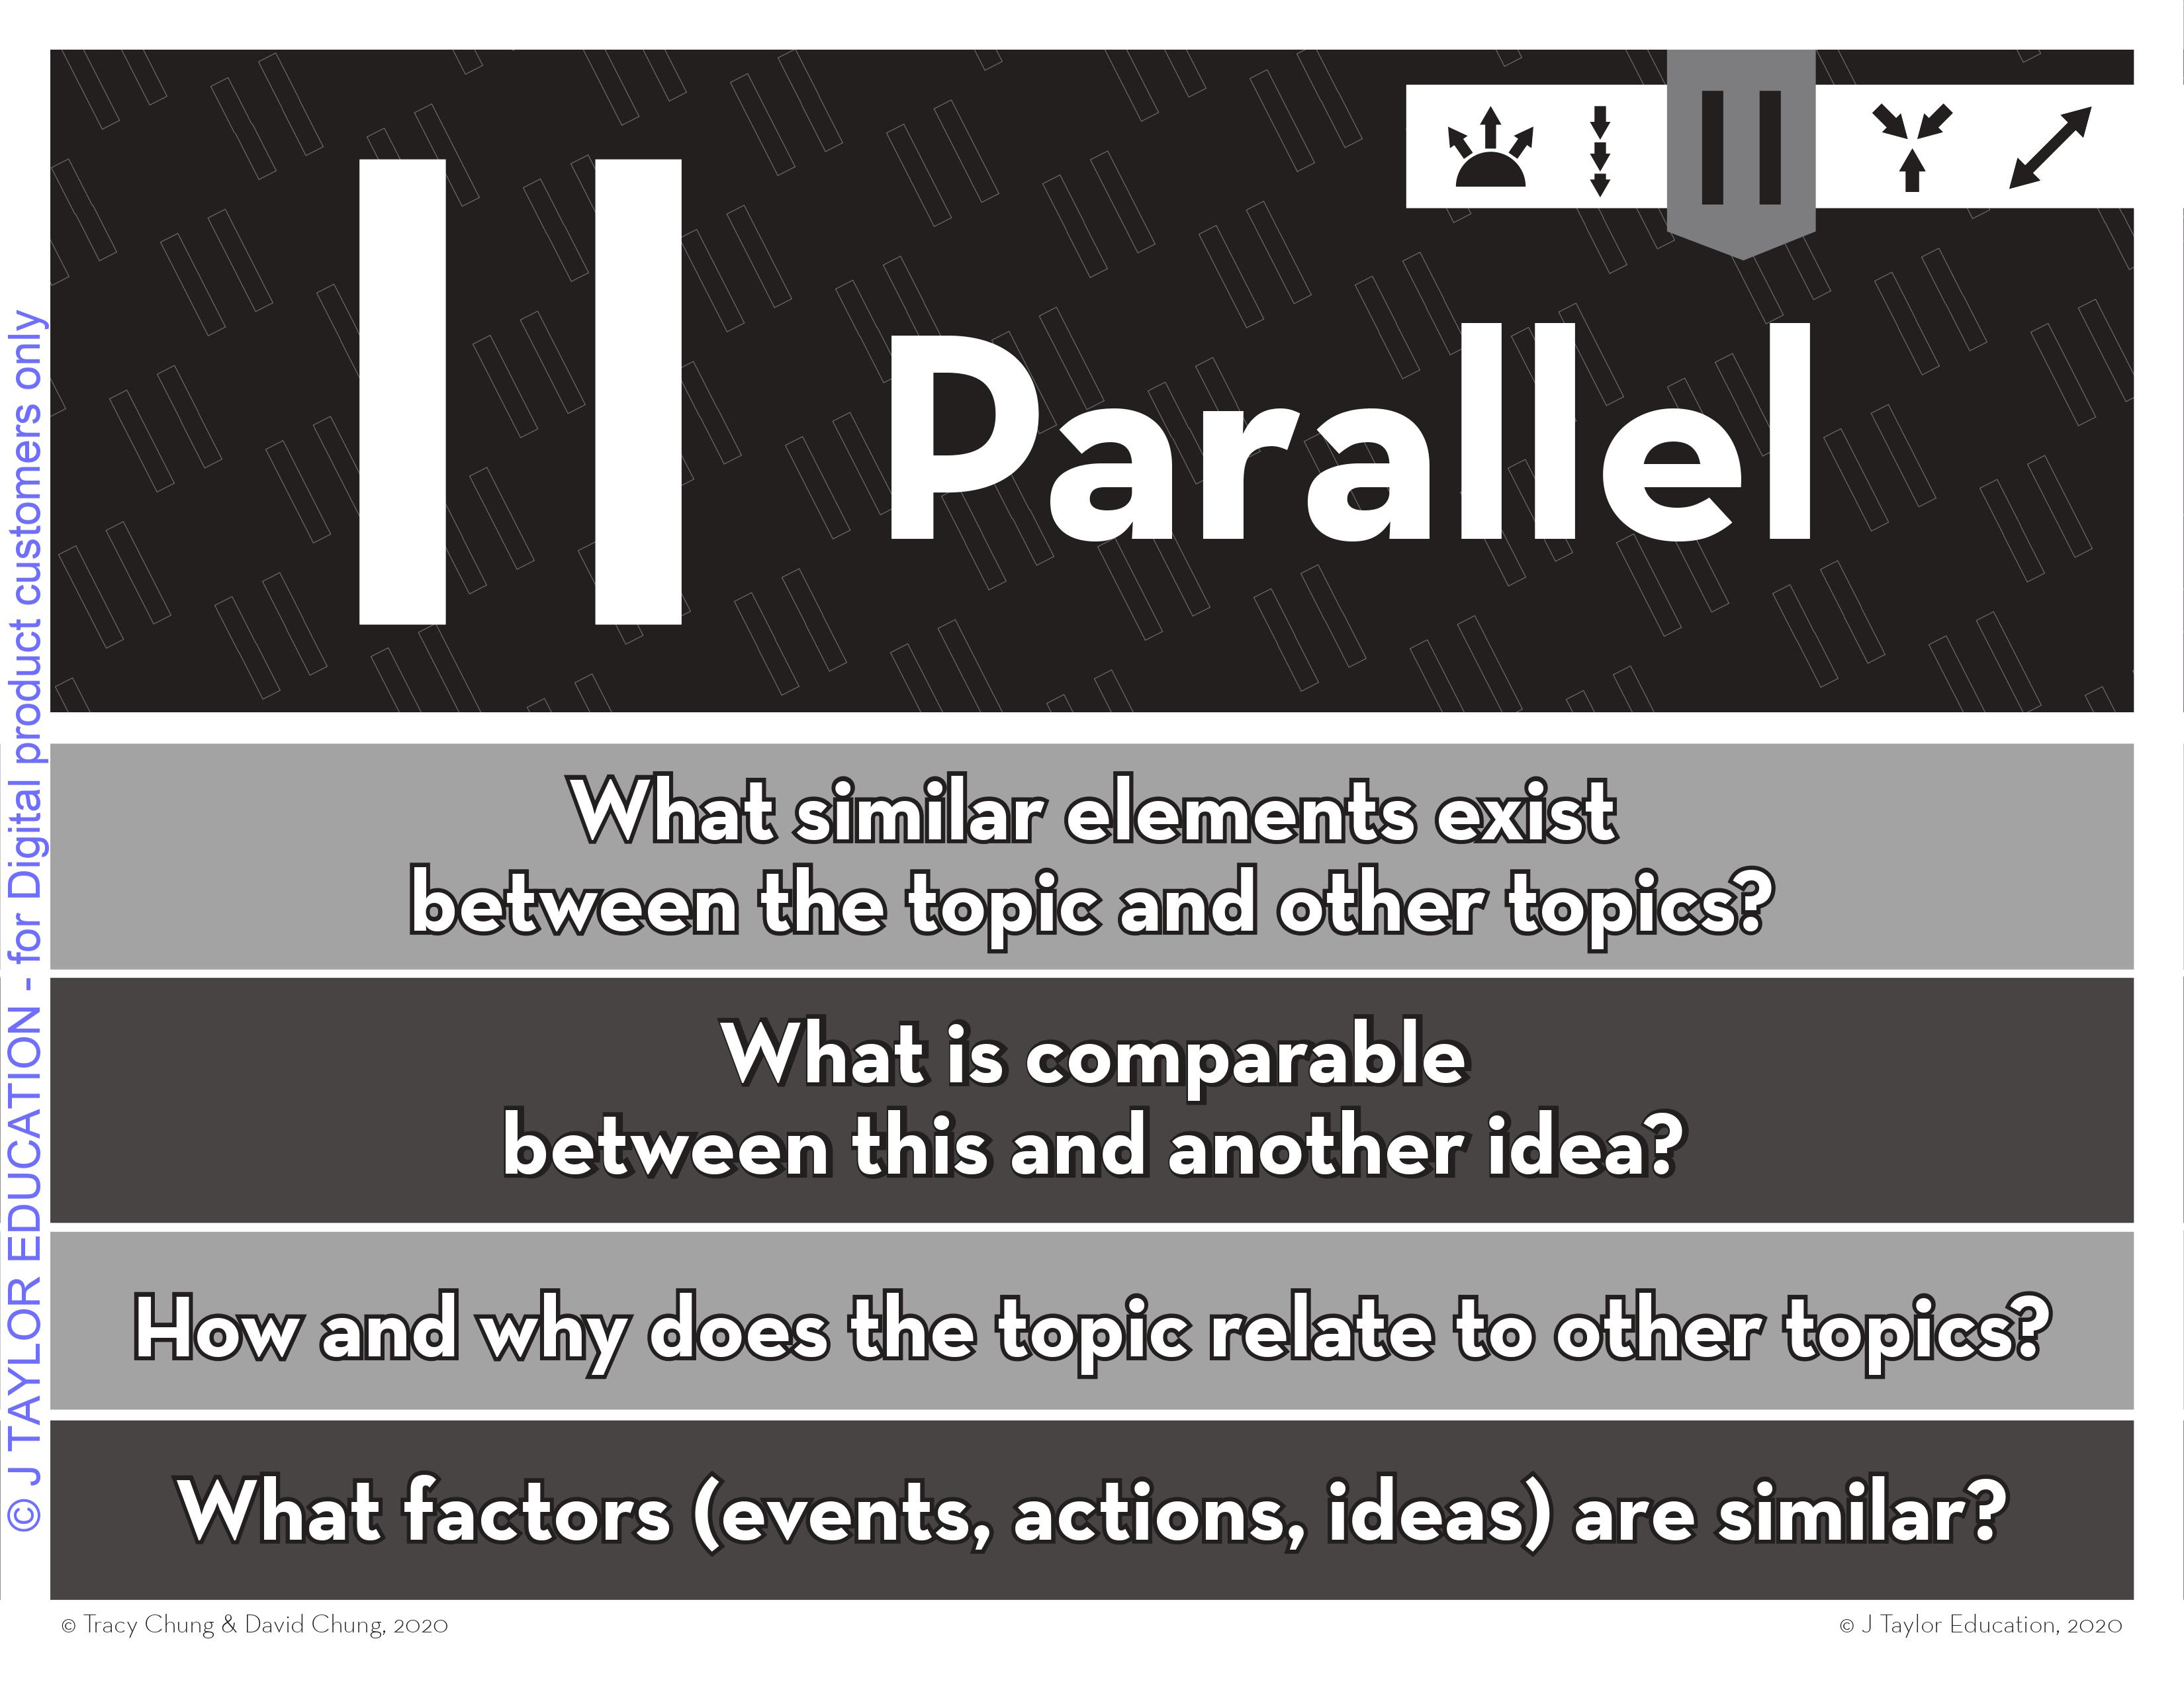 Parallel
What similar elements exist
between the topic and other topics?
What is comparable
between this and another idea?
How and why does the topic relate to other topics?
What factors (events, actions, ideas) are similar?
© Tracy Chung & David Chung, 2020
© J Taylor Education, 2020
© J TAYLOR EDUCATION - for Digital product customers only